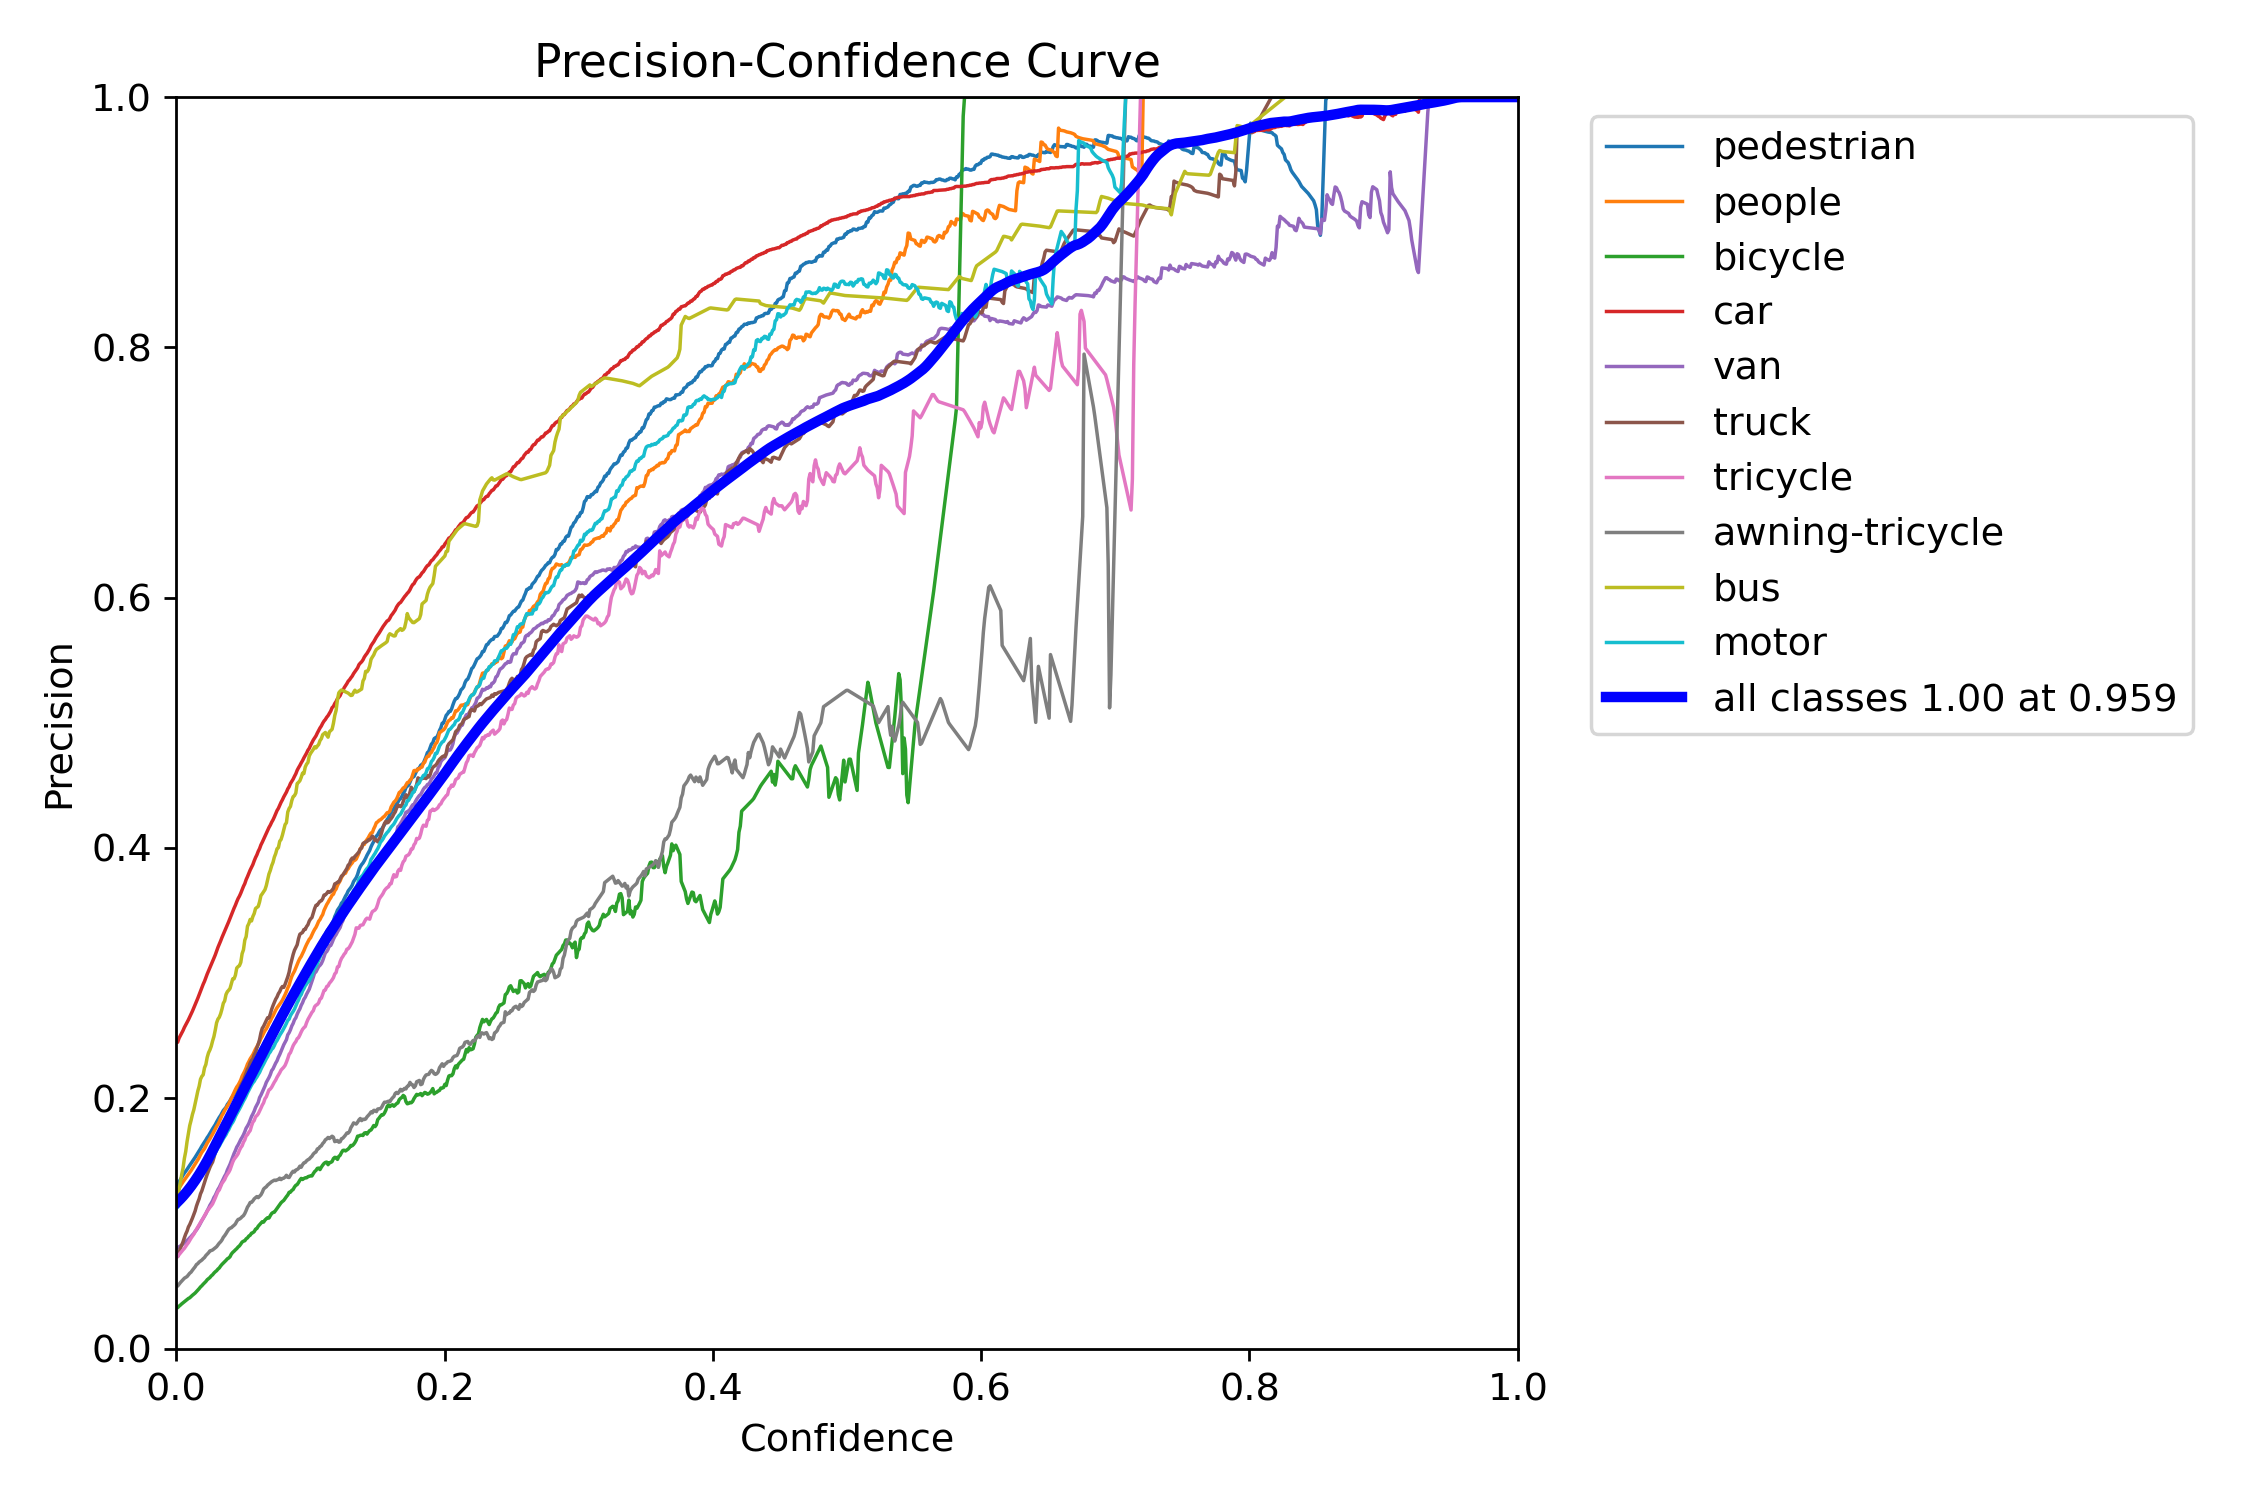 Precision-Confidence Curve
1.0
0.8
0.6
0.4
0.2
0.0
Precision
0.0 0.2 0.4 0.6 0.8 1.0
Confidence
pedestrian
people
bicycle
car
van
truck
tricycle
awning-tricycle
bus
motor
all classes 1.00 at 0.959